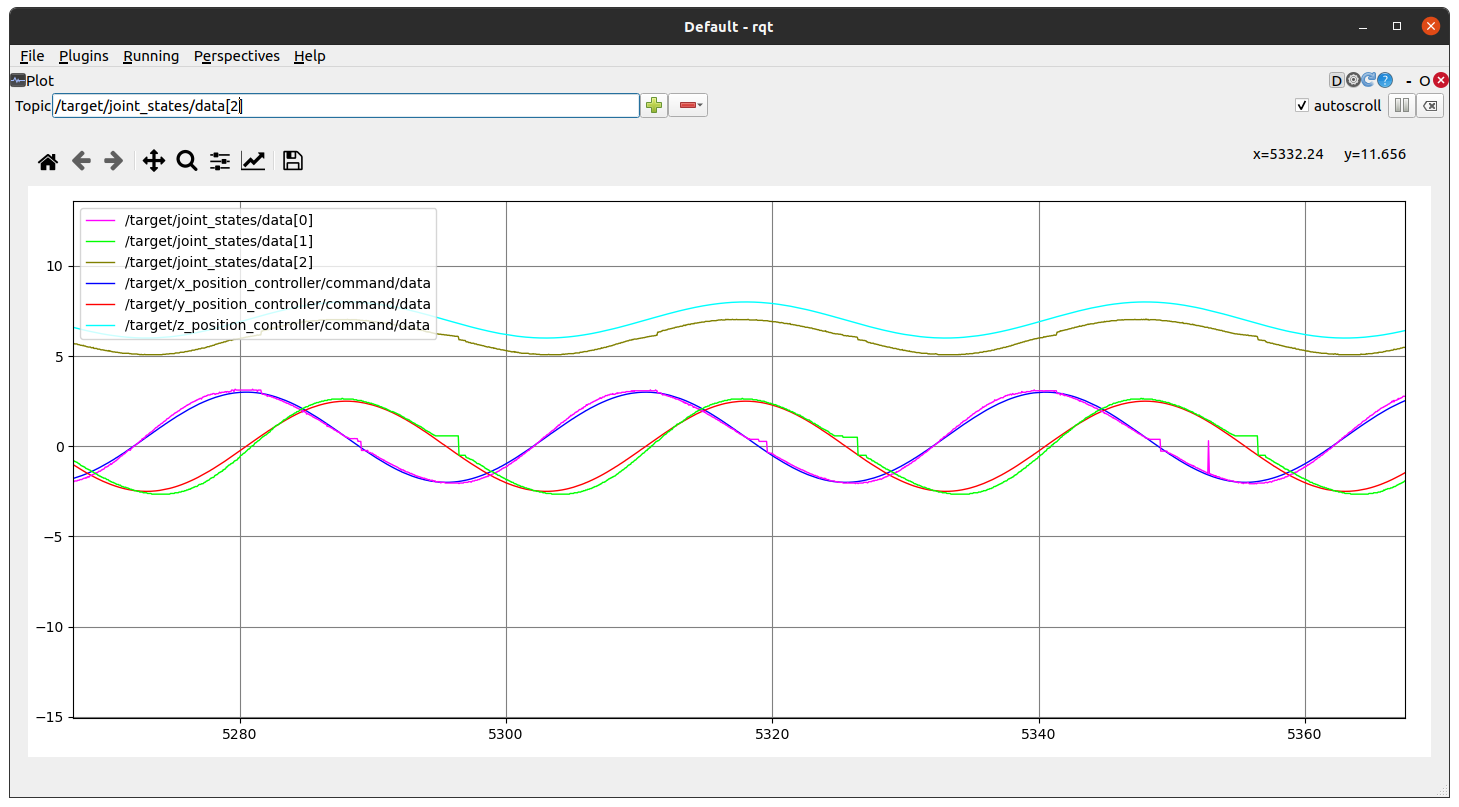 Default - rqt
File Plugins Running Perspectives Help
Plot D ? - O
Topic /target/joint_states/data[2] autoscroll
x=5332.24 y=11.656
/target/joint_states/data[0]
/target/joint_states/data[1]
/target/joint_states/data[2]
/target/x_position_controller/command/data
/target/y_position_controller/command/data
/target/z_position_controller/command/data
10
5
0
−5
−10
−15
5280 5300 5320 5340 5360